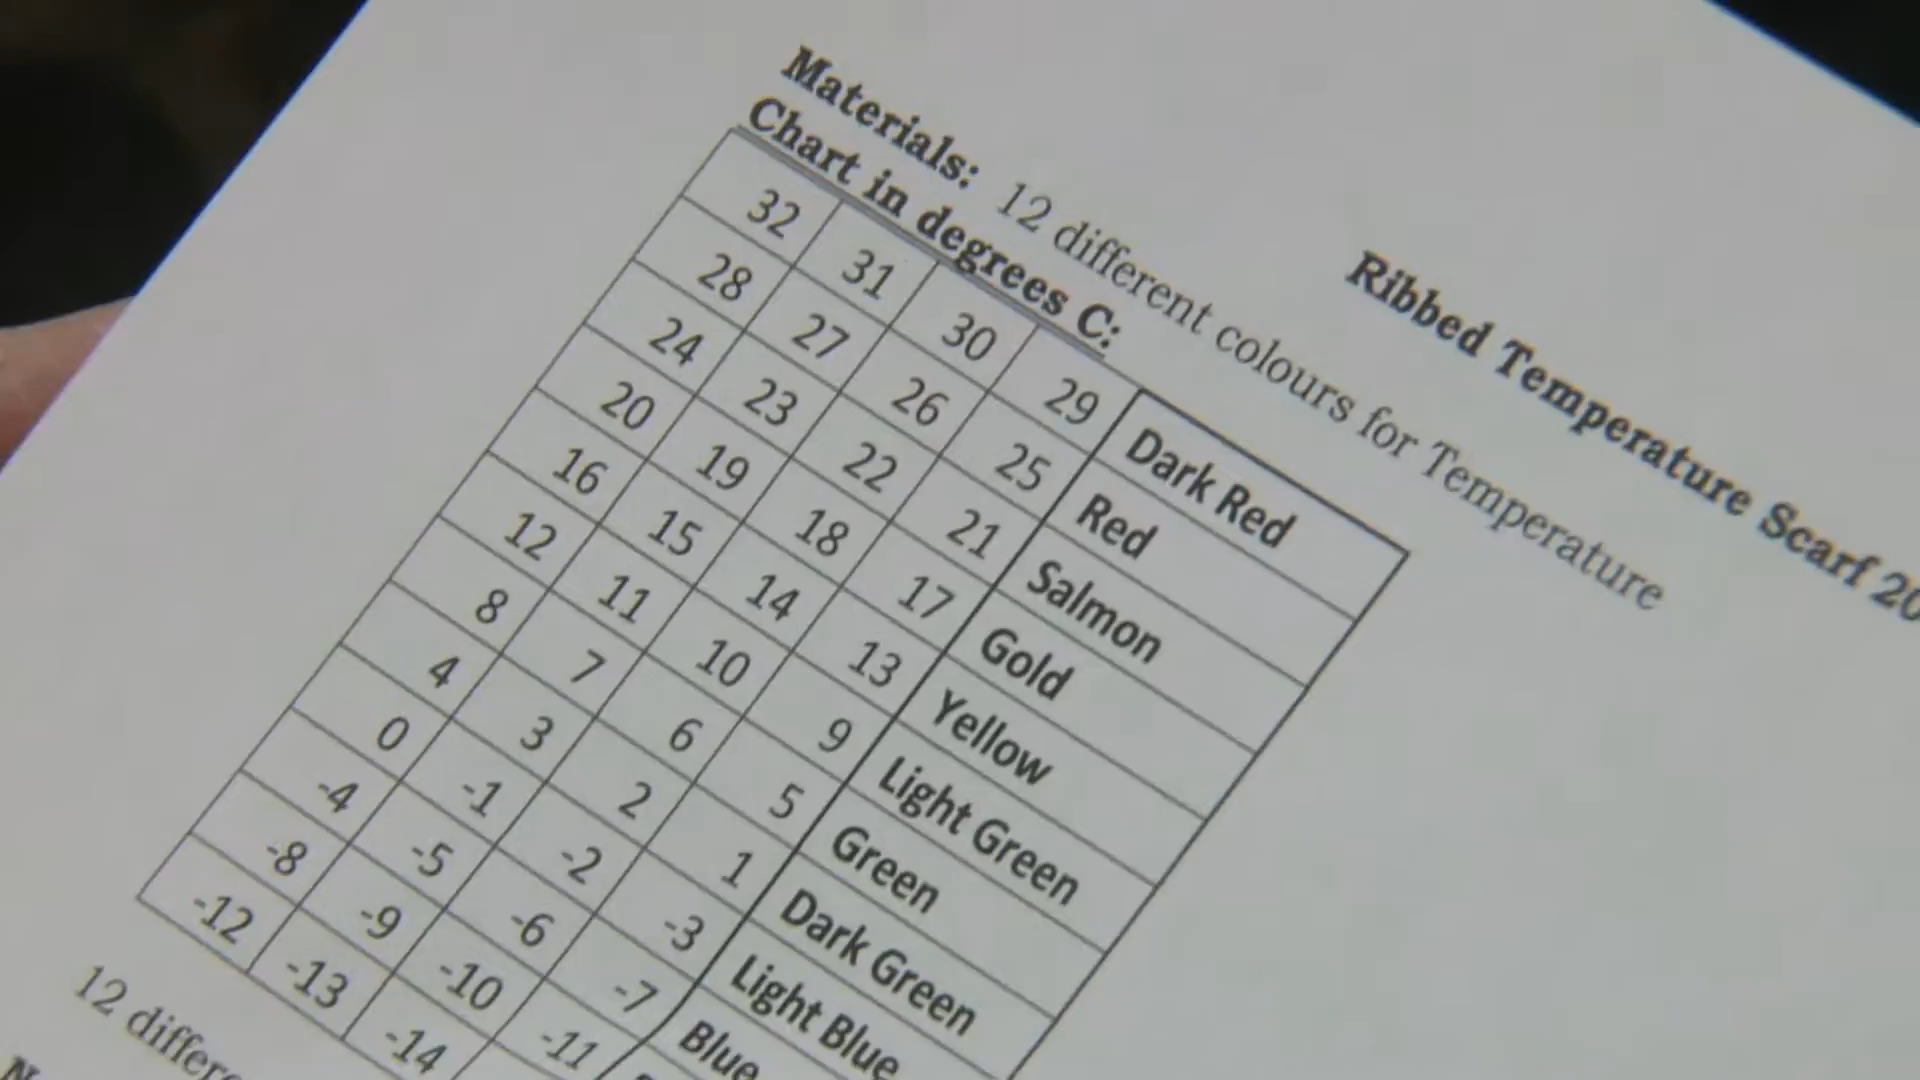 Ribbed Temperature Scarf 20
Materials: 12 different colours for Temperature
Chart in degrees C:
32 31 30 29 Dark Red
28 27 26 25 Red
24 23 22 21 Salmon
20 19 18 17 Gold
16 15 14 13 Yellow
12 11 10 9 Light Green
8 7 6 5 Green
4 3 2 1 Dark Green
0 -1 -2 -3 Light Blue
-4 -5 -6 -7 Blue
-8 -9 -10 -11
-12 -13 -14
12 differe